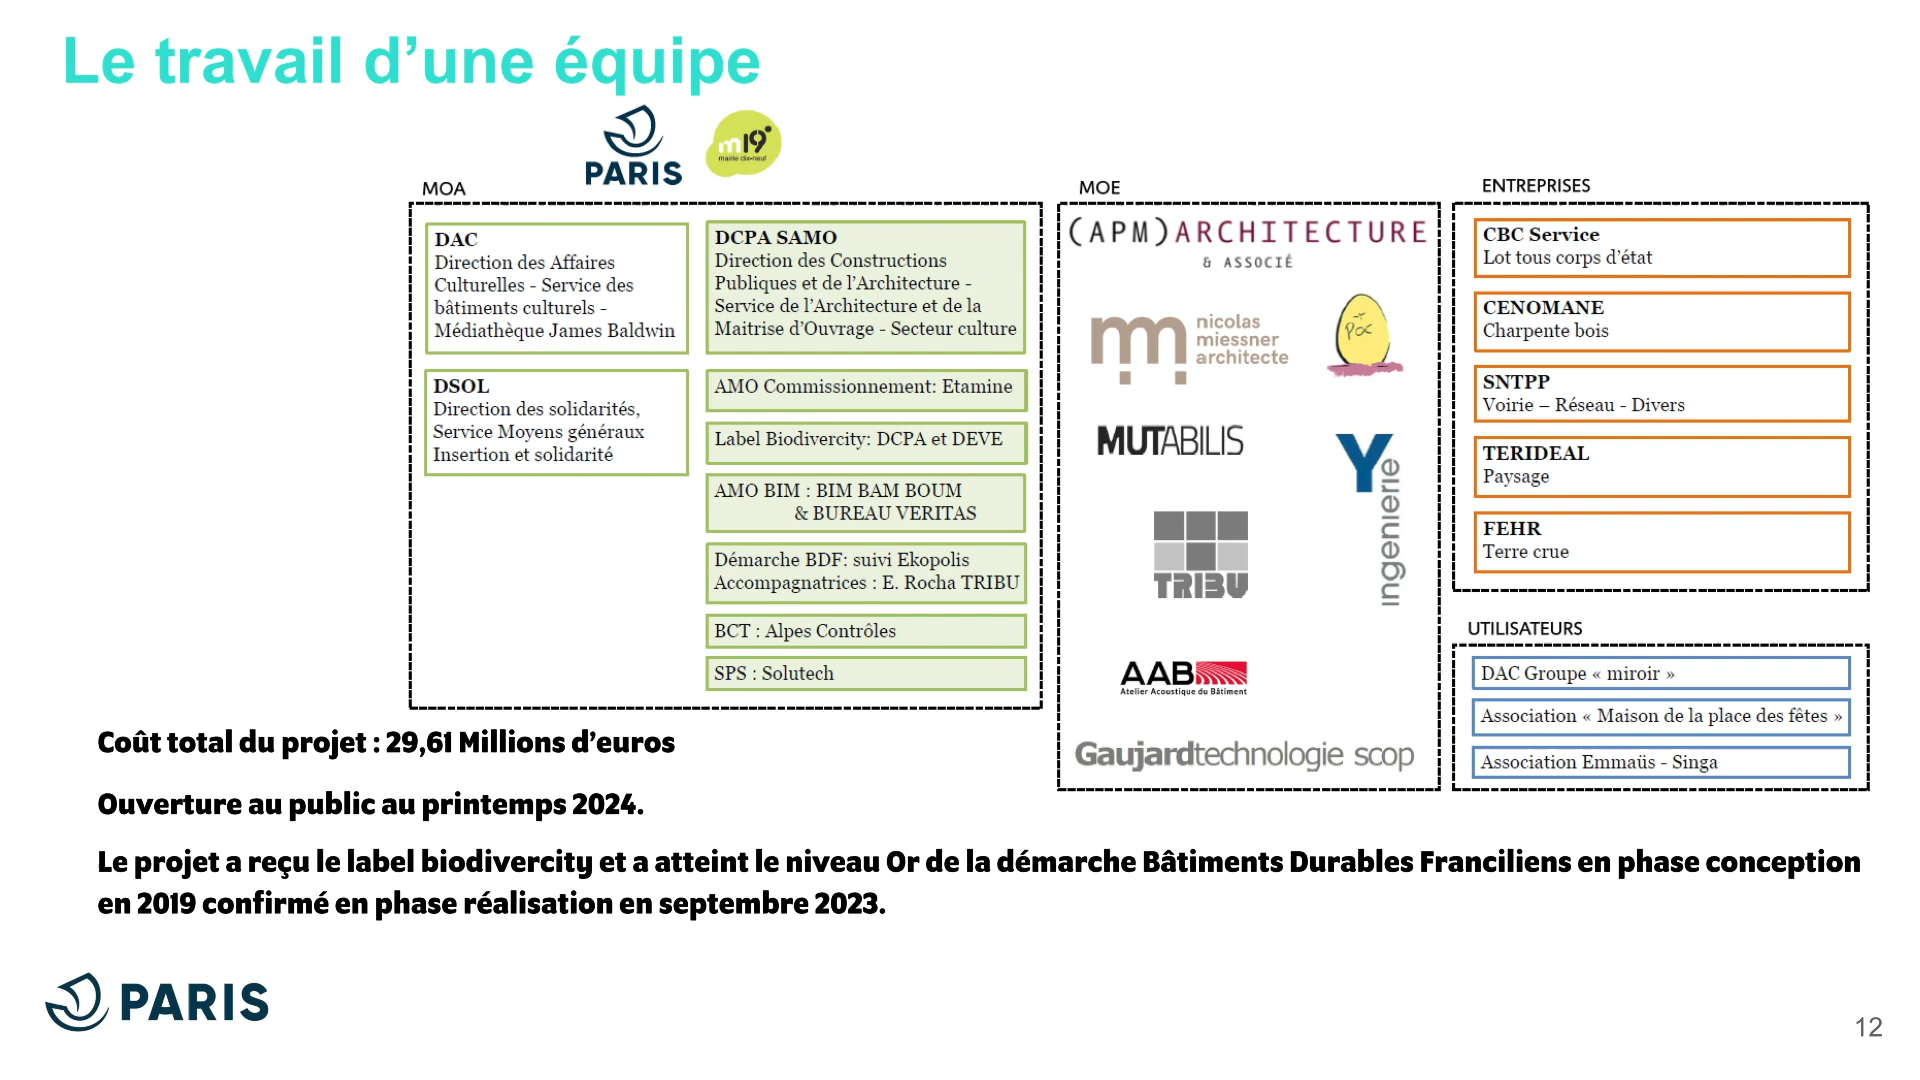 Le travail d’une équipe
PARIS
m19
mairie dix•neuf
MOA
DAC
Direction des Affaires
Culturelles - Service des
bâtiments culturels -
Médiathèque James Baldwin
DSOL
Direction des solidarités,
Service Moyens généraux
Insertion et solidarité
DCPA SAMO
Direction des Constructions
Publiques et de l’Architecture -
Service de l’Architecture et de la
Maitrise d’Ouvrage - Secteur culture
AMO Commissionnement: Etamine
Label Biodivercity: DCPA et DEVE
AMO BIM : BIM BAM BOUM
& BUREAU VERITAS
Démarche BDF: suivi Ekopolis
Accompagnatrices : E. Rocha TRIBU
BCT : Alpes Contrôles
SPS : Solutech
MOE
(APM)ARCHITECTURE
& ASSOCIÉ
nicolas
miessner
architecte
POC
MUTABILIS
Y
ingenierie
TRIBU
AAB
Atelier Acoustique du Bâtiment
Gaujardtechnologie scop
ENTREPRISES
CBC Service
Lot tous corps d’état
CENOMANE
Charpente bois
SNTPP
Voirie – Réseau - Divers
TERIDEAL
Paysage
FEHR
Terre crue
UTILISATEURS
DAC Groupe « miroir »
Association « Maison de la place des fêtes »
Association Emmaüs - Singa
Coût total du projet : 29,61 Millions d’euros
Ouverture au public au printemps 2024.
Le projet a reçu le label biodivercity et a atteint le niveau Or de la démarche Bâtiments Durables Franciliens en phase conception
en 2019 confirmé en phase réalisation en septembre 2023.
PARIS
12